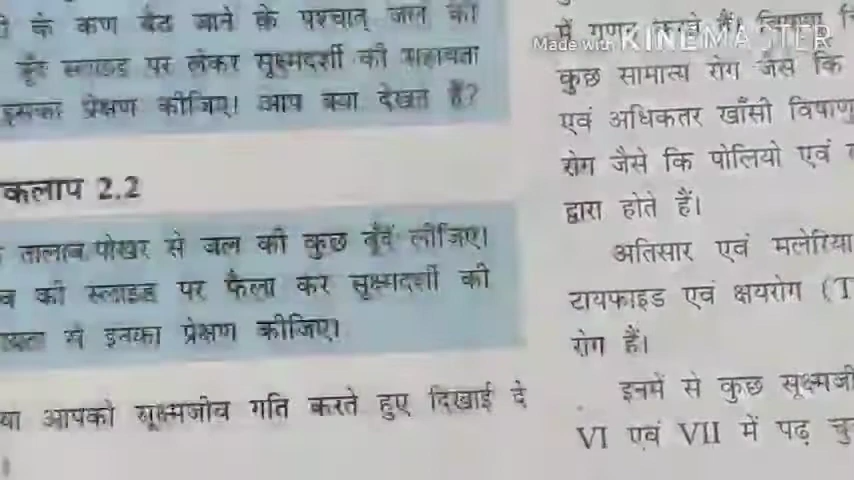 के कण बैठ जाने के पश्चात् जल की
बूँद स्लाइड पर लेकर सूक्ष्मदर्शी की सहायता
इसका प्रेक्षण कीजिए। आप क्या देखते हैं?
कलाप 2.2
तालाब/पोखर से जल की कुछ बूँदें लीजिए।
को स्लाइड पर फैला कर सूक्ष्मदर्शी की
से इनका प्रेक्षण कीजिए।
आपको सूक्ष्मजीव गति करते हुए दिखाई दे
Made with KINEMASTER
में
कुछ सामान्य रोग जैसे कि
एवं अधिकतर खाँसी विषाणु
रोग जैसे कि पोलियो एवं
द्वारा होते हैं।
अतिसार एवं मलेरिया
टायफाइड एवं क्षयरोग (T
रोग हैं।
इनमें से कुछ सूक्ष्मजी
VI एवं VII में पढ़ चु